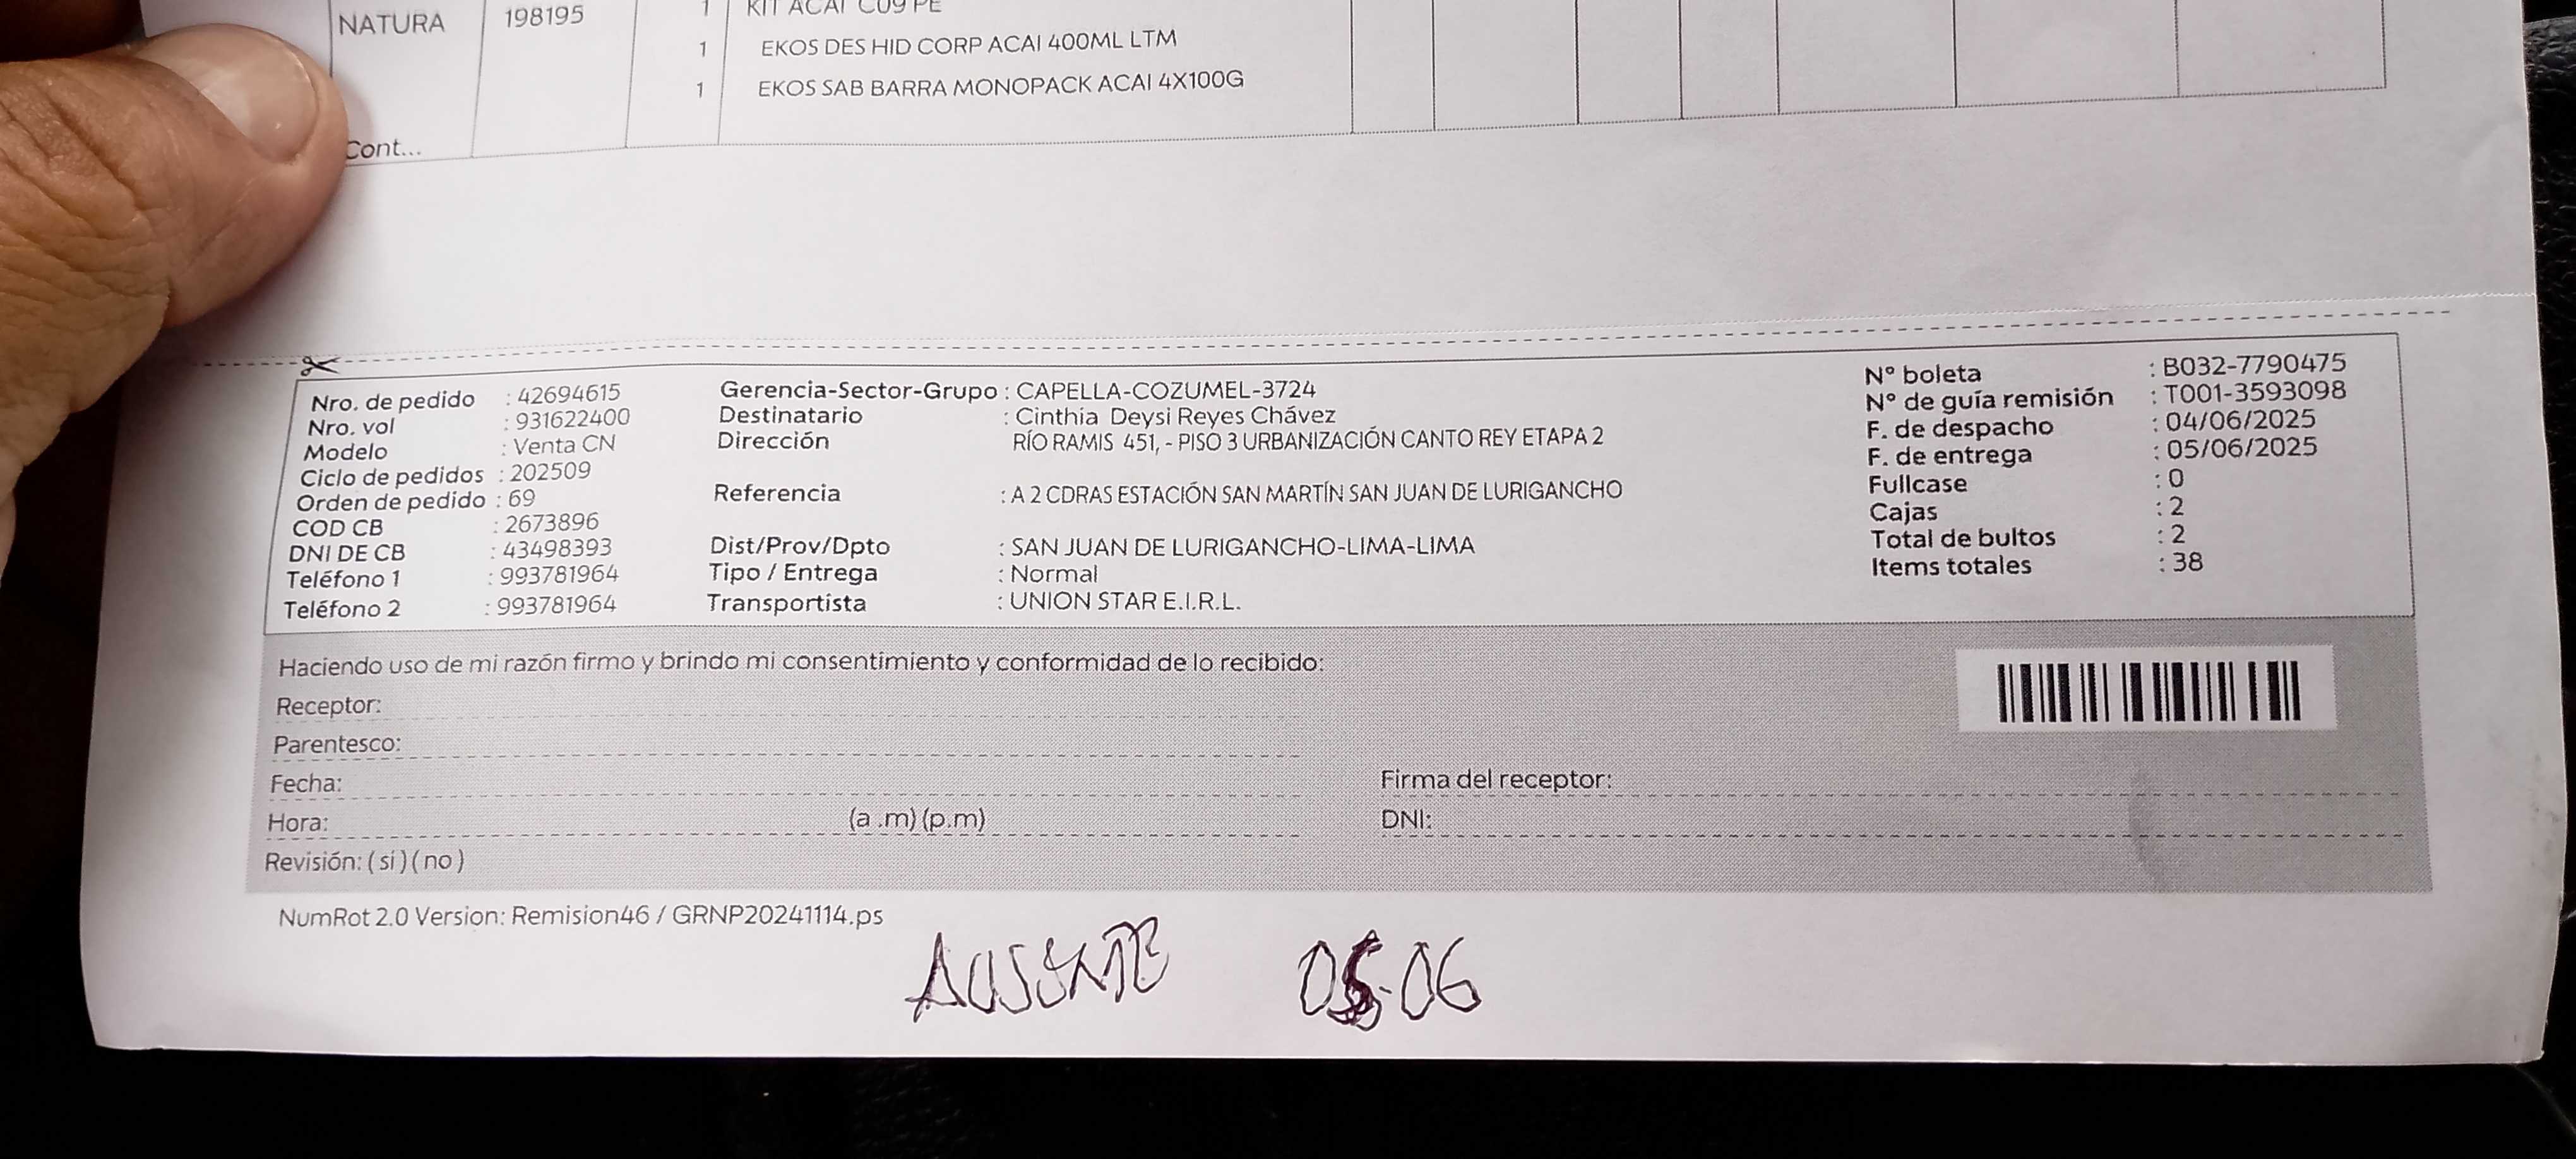 NATURA 198195 1 KIT ACAI C09 PE
1 EKOS DES HID CORP ACAI 400ML LTM
1 EKOS SAB BARRA MONOPACK ACAI 4X100G
Cont...
Nro. de pedido : 42694615
Nro. vol : 931622400
Modelo : Venta CN
Ciclo de pedidos : 202509
Orden de pedido : 69
COD CB : 2673896
DNI DE CB : 43498393
Teléfono 1 : 993781964
Teléfono 2 : 993781964
Gerencia-Sector-Grupo : CAPELLA-COZUMEL-3724
Destinatario : Cinthia Deysi Reyes Chávez
Dirección RÍO RAMIS 451, - PISO 3 URBANIZACIÓN CANTO REY ETAPA 2
Referencia : A 2 CDRAS ESTACIÓN SAN MARTÍN SAN JUAN DE LURIGANCHO
Dist/Prov/Dpto : SAN JUAN DE LURIGANCHO-LIMA-LIMA
Tipo / Entrega : Normal
Transportista : UNION STAR E.I.R.L.
N° boleta : B032-7790475
N° de guía remisión : T001-3593098
F. de despacho : 04/06/2025
F. de entrega : 05/06/2025
Fullcase : 0
Cajas : 2
Total de bultos : 2
Items totales : 38
Haciendo uso de mi razón firmo y brindo mi consentimiento y conformidad de lo recibido:
Receptor:
Parentesco:
Fecha:
Hora: (a .m) (p.m)
Revisión: ( si ) ( no )
Firma del receptor:
DNI:
NumRot 2.0 Version: Remision46 / GRNP20241114.ps
AUSENTE 05-06